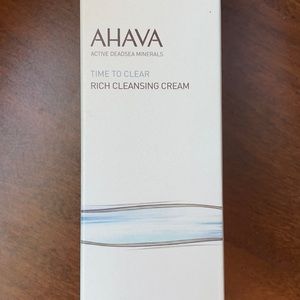 AHAVA
ACTIVE DEADSEA MINERALS
TIME TO CLEAR
RICH CLEANSING CREAM